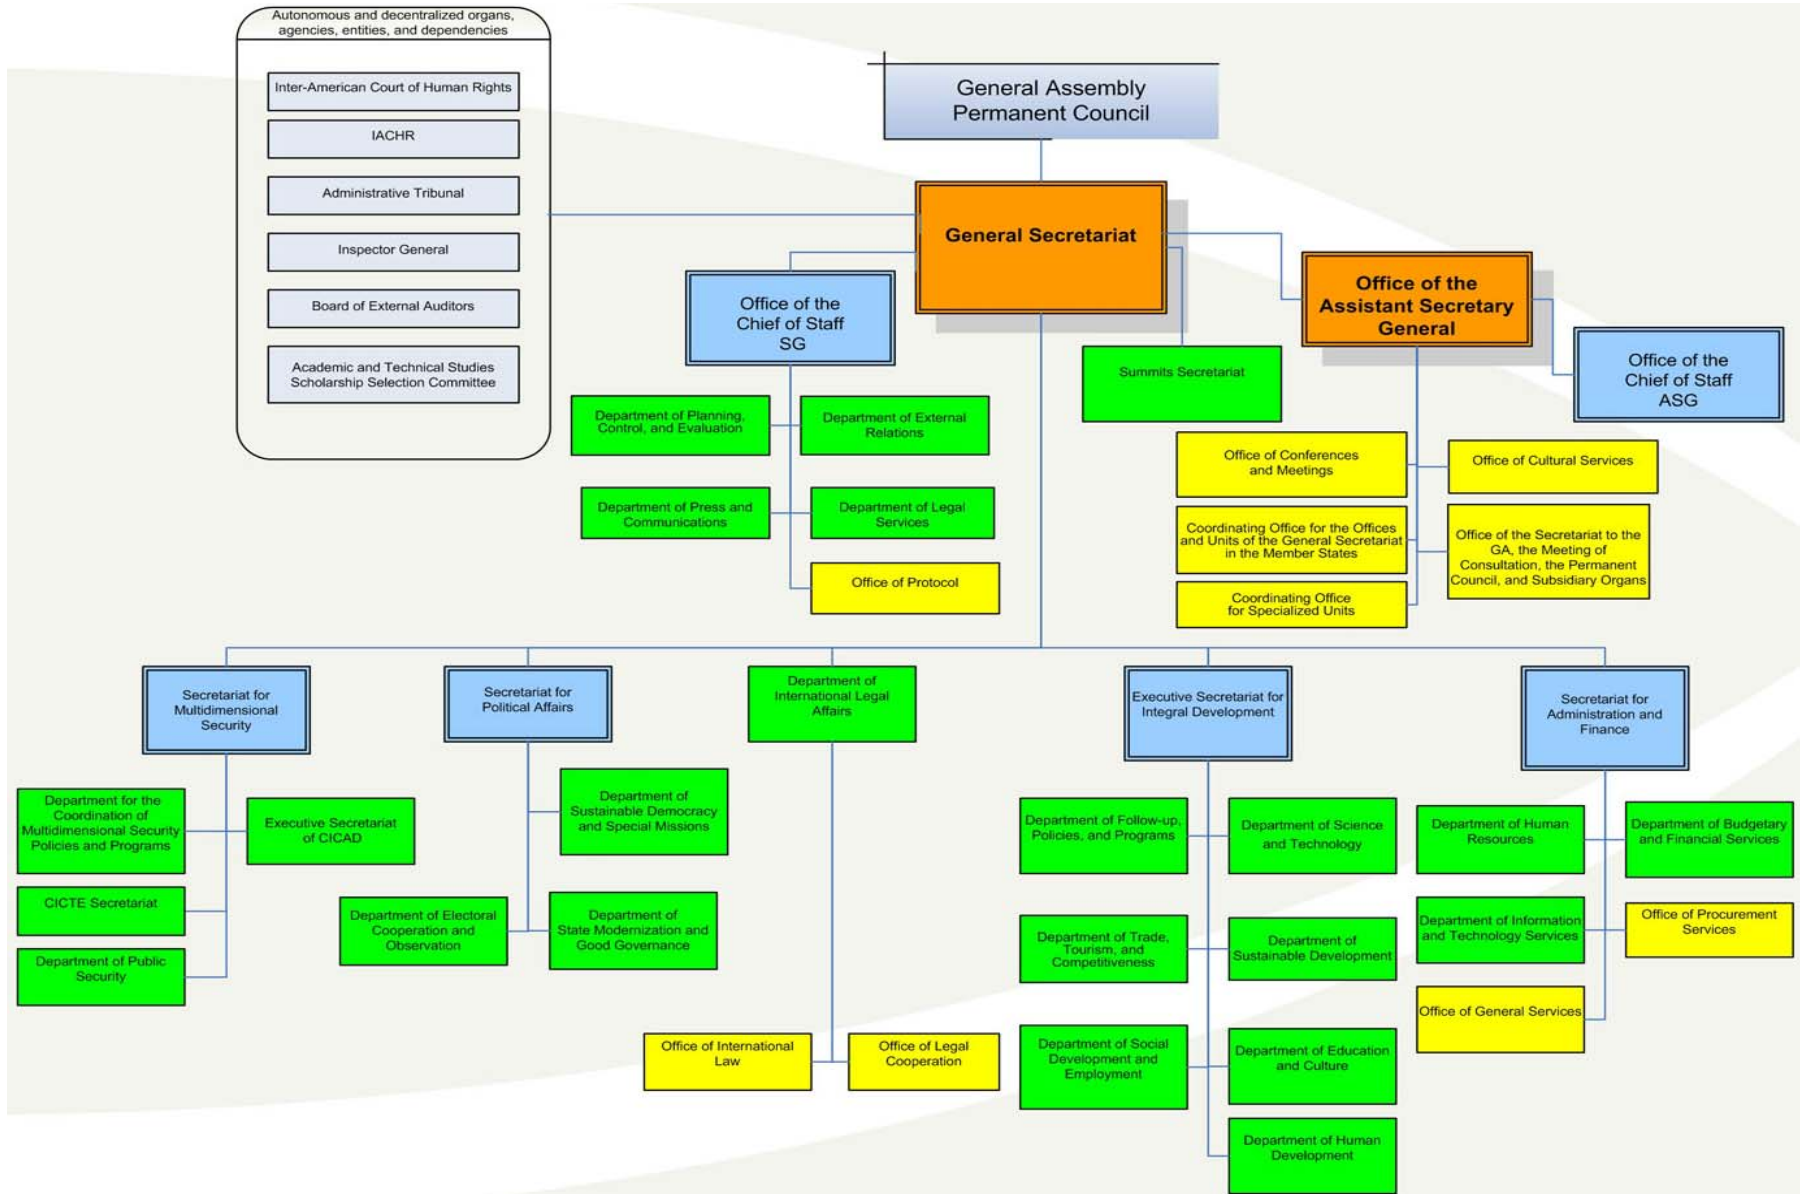 Autonomous and decentralized organs,
agencies, entities, and dependencies
Inter-American Court of Human Rights
IACHR
Administrative Tribunal
Inspector General
Board of External Auditors
Academic and Technical Studies
Scholarship Selection Committee
General Assembly
Permanent Council
General Secretariat
Office of the
Assistant Secretary
General
Office of the
Chief of Staff
SG
Summits Secretariat
Office of the
Chief of Staff
ASG
Department of Planning,
Control, and Evaluation
Department of External
Relations
Department of Press and
Communications
Department of Legal
Services
Office of Protocol
Office of Conferences
and Meetings
Office of Cultural Services
Coordinating Office for the Offices
and Units of the General Secretariat
in the Member States
Office of the Secretariat to the
GA, the Meeting of
Consultation, the Permanent
Council, and Subsidiary Organs
Coordinating Office
for Specialized Units
Secretariat for
Multidimensional
Security
Secretariat for
Political Affairs
Department of
International Legal
Affairs
Executive Secretariat for
Integral Development
Secretariat for
Administration and
Finance
Department for the
Coordination of
Multidimensional Security
Policies and Programs
Executive Secretariat
of CICAD
CICTE Secretariat
Department of Public
Security
Department of
Sustainable Democracy
and Special Missions
Department of Electoral
Cooperation and
Observation
Department of
State Modernization and
Good Governance
Office of International
Law
Office of Legal
Cooperation
Department of Follow-up,
Policies, and Programs
Department of Science
and Technology
Department of Trade,
Tourism, and
Competitiveness
Department of
Sustainable Development
Department of Social
Development and
Employment
Department of Education
and Culture
Department of Human
Development
Department of Human
Resources
Department of Budgetary
and Financial Services
Department of Information
and Technology Services
Office of Procurement
Services
Office of General Services